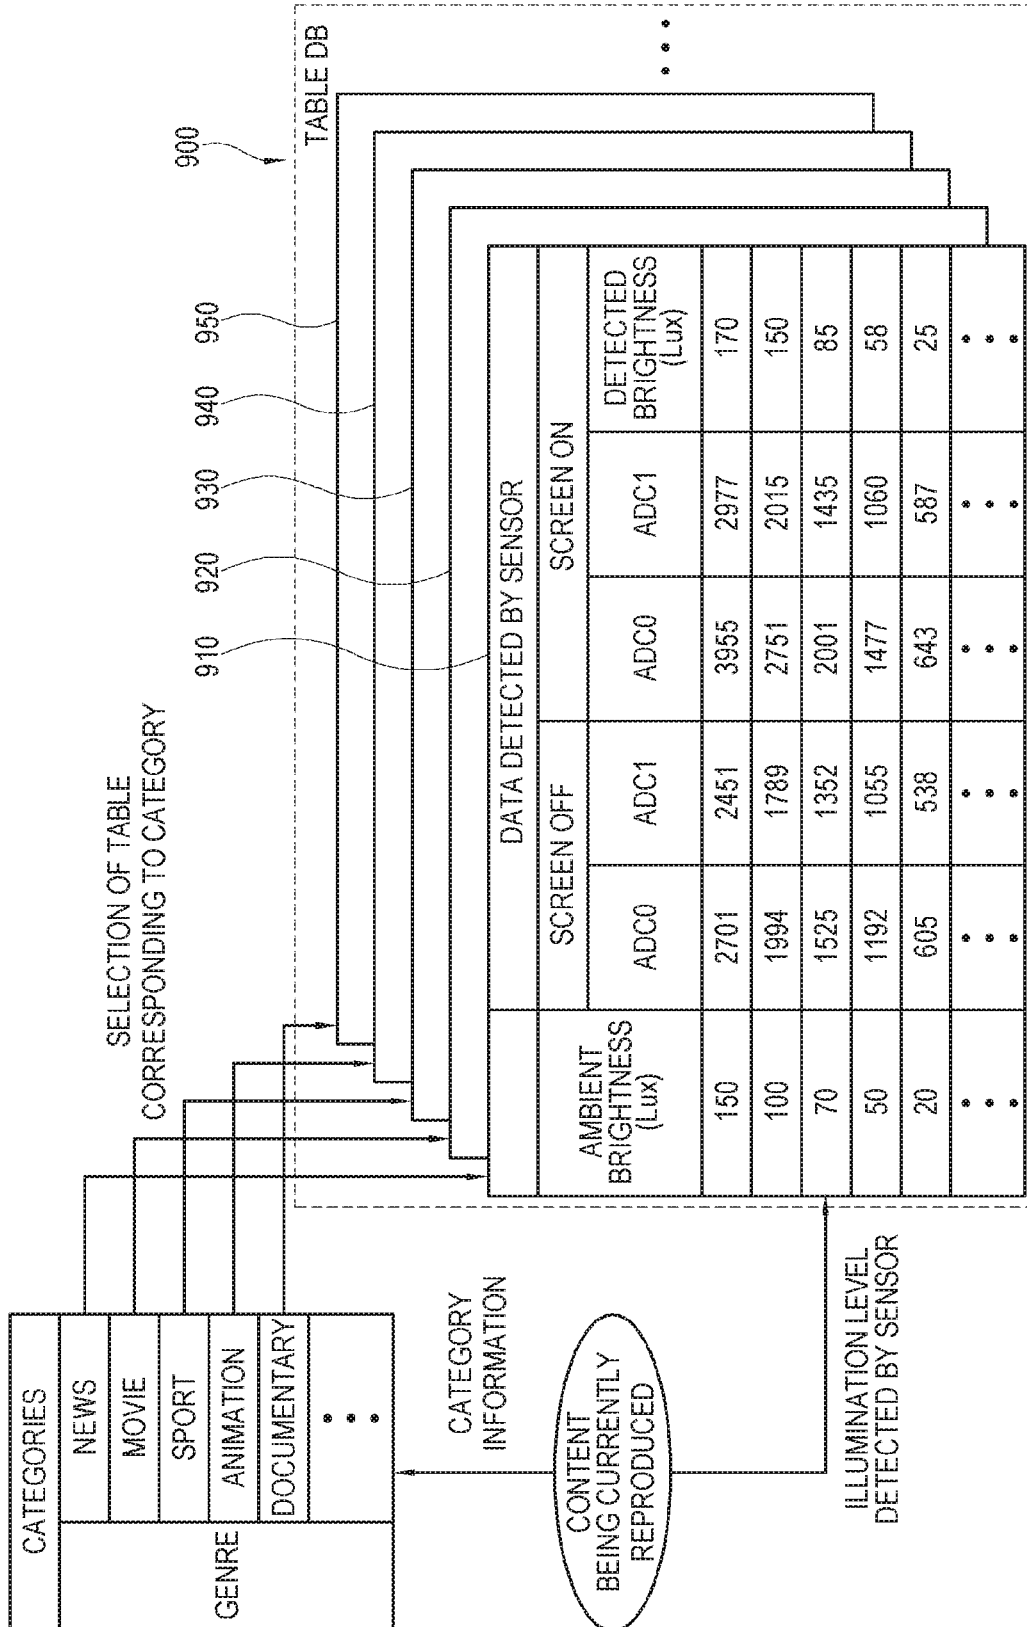 CATEGORIES
GENRE
NEWS
MOVIE
SPORT
ANIMATION
DOCUMENTARY
SELECTION OF TABLE
CORRESPONDING TO CATEGORY
CATEGORY
INFORMATION
CONTENT
BEING CURRENTLY
REPRODUCED
ILLUMINATION LEVEL
DETECTED BY SENSOR
900
910
920
930
940
950
TABLE DB
DATA DETECTED BY SENSOR
AMBIENT
BRIGHTNESS
(Lux)
SCREEN OFF
SCREEN ON
ADC0 ADC1 ADC0 ADC1
DETECTED
BRIGHTNESS
(Lux)
150 2701 2451 3955 2977 170
100 1994 1789 2751 2015 150
70 1525 1352 2001 1435 85
50 1192 1055 1477 1060 58
20 605 538 643 587 25